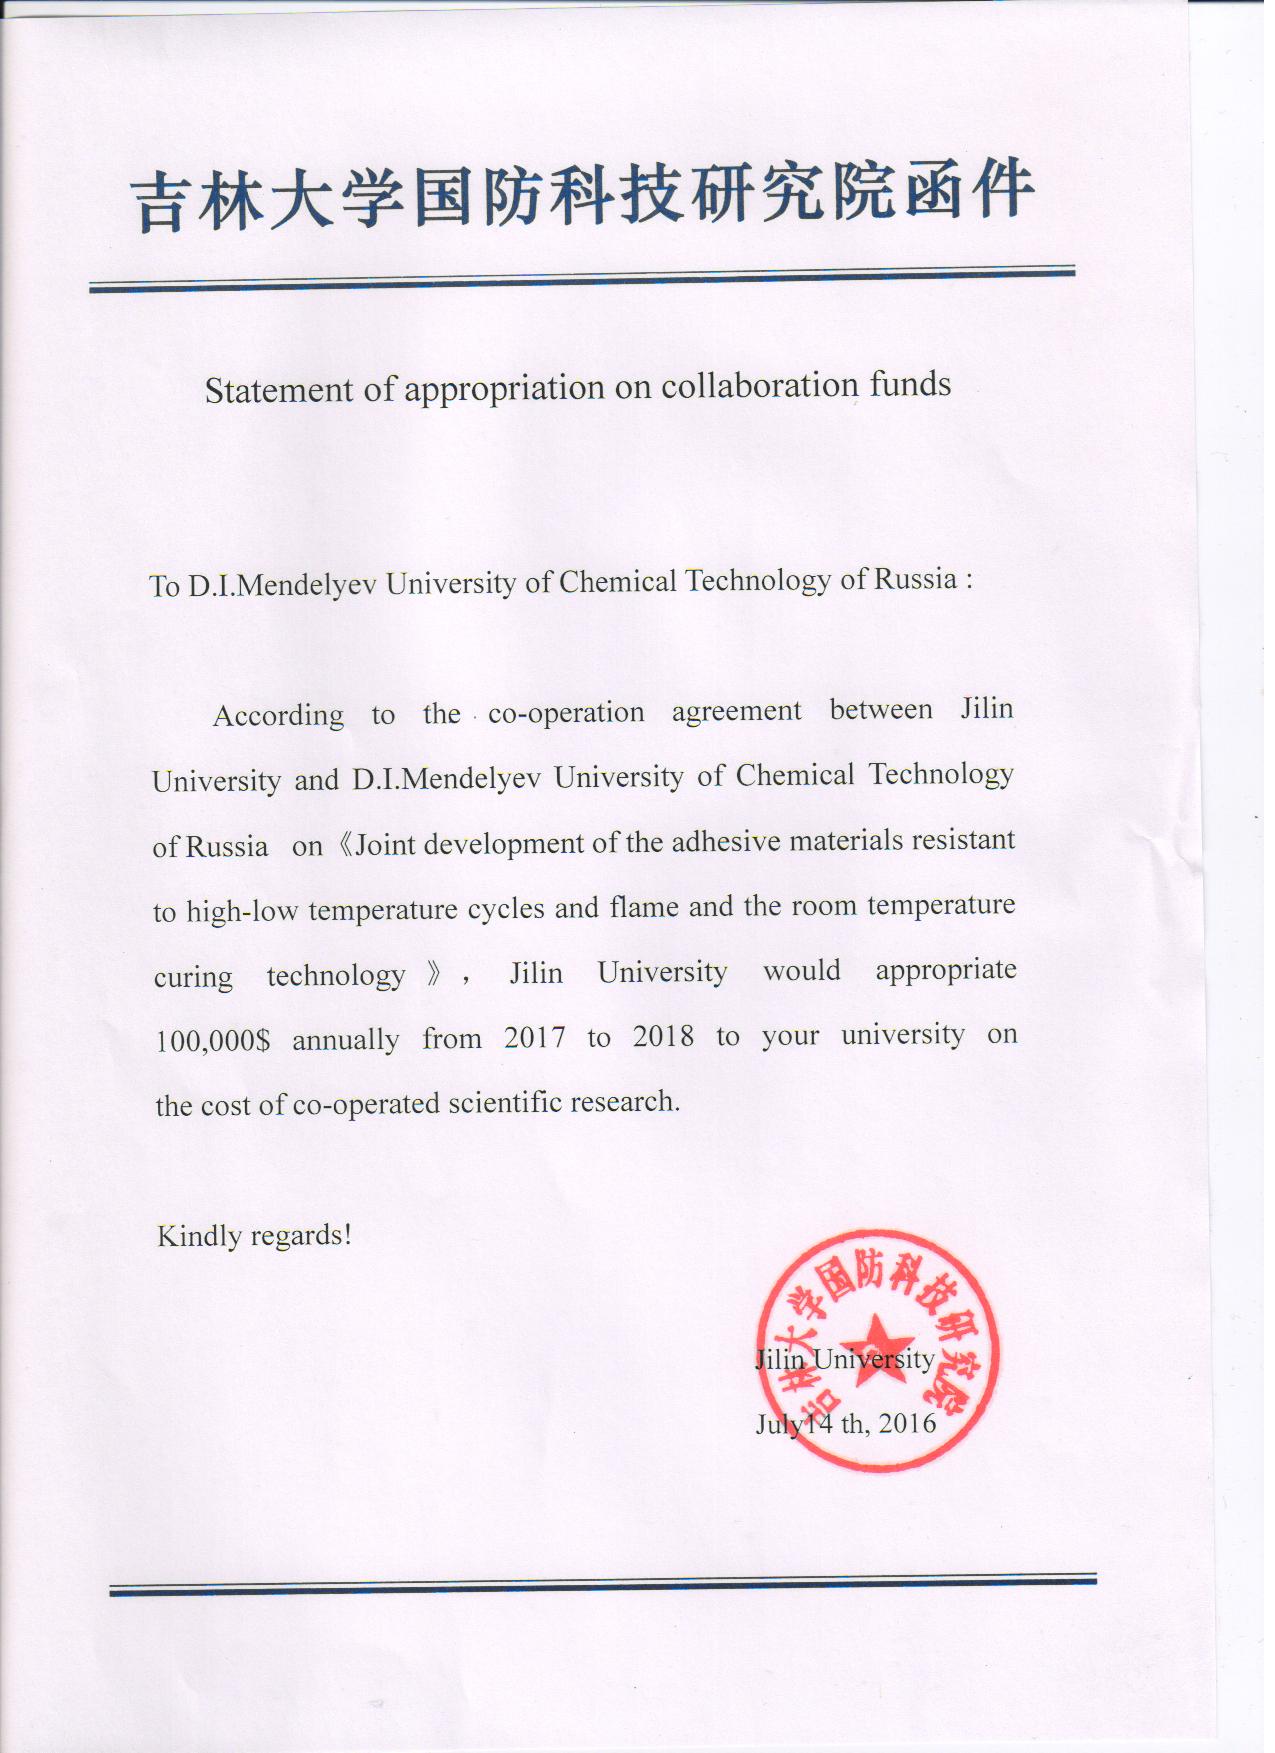 吉林大学国防科技研究院函件
Statement of appropriation on collaboration funds
To D.I.Mendelyev University of Chemical Technology of Russia :
According to the co-operation agreement between Jilin
University and D.I.Mendelyev University of Chemical Technology
of Russia on《Joint development of the adhesive materials resistant
to high-low temperature cycles and flame and the room temperature
curing technology》, Jilin University would appropriate
100,000$ annually from 2017 to 2018 to your university on
the cost of co-operated scientific research.
Kindly regards!
吉林大学国防科技研究院
Jilin University
July14 th, 2016